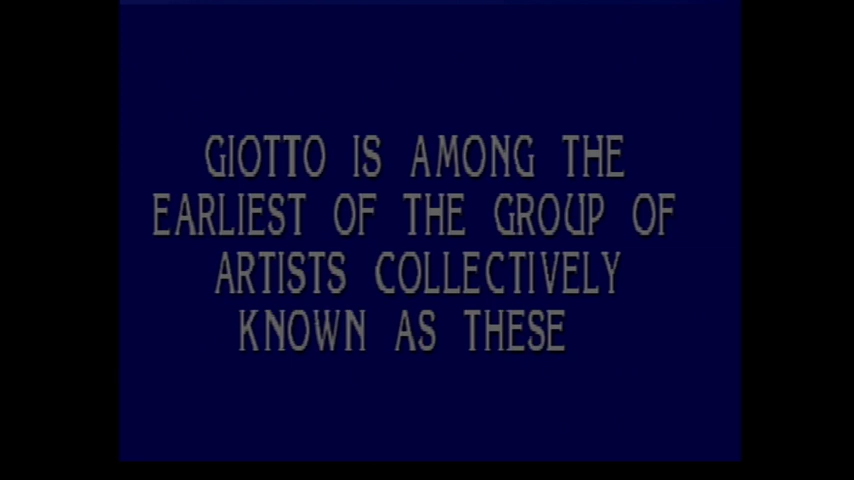 GIOTTO IS AMONG THE
EARLIEST OF THE GROUP OF
ARTISTS COLLECTIVELY
KNOWN AS THESE